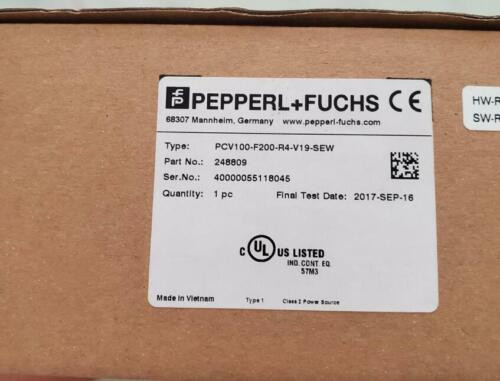 PEPPERL+FUCHS CE
68307 Mannheim, Germany www.pepperl-fuchs.com
Type: PCV100-F200-R4-V19-SEW
Part No.: 248809
Ser.No.: 40000055118045
Quantity: 1 pc Final Test Date: 2017-SEP-16
C UL US LISTED
IND. CONT. EQ.
57M3
Made in Vietnam Type 1 Class 2 Power Source
HW-R
SW-R